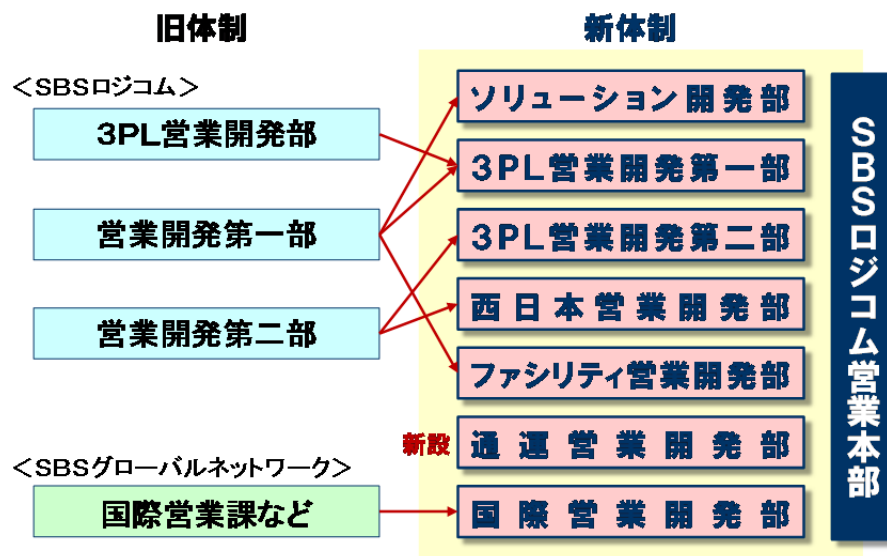 旧体制
新体制
<SBSロジコム>
3PL営業開発部
営業開発第一部
営業開発第二部
<SBSグローバルネットワーク>
国際営業課など
ソリューション開発部
3PL営業開発第一部
3PL営業開発第二部
西日本営業開発部
ファシリティ営業開発部
新設
通運営業開発部
国際営業開発部
SBSロジコム営業本部